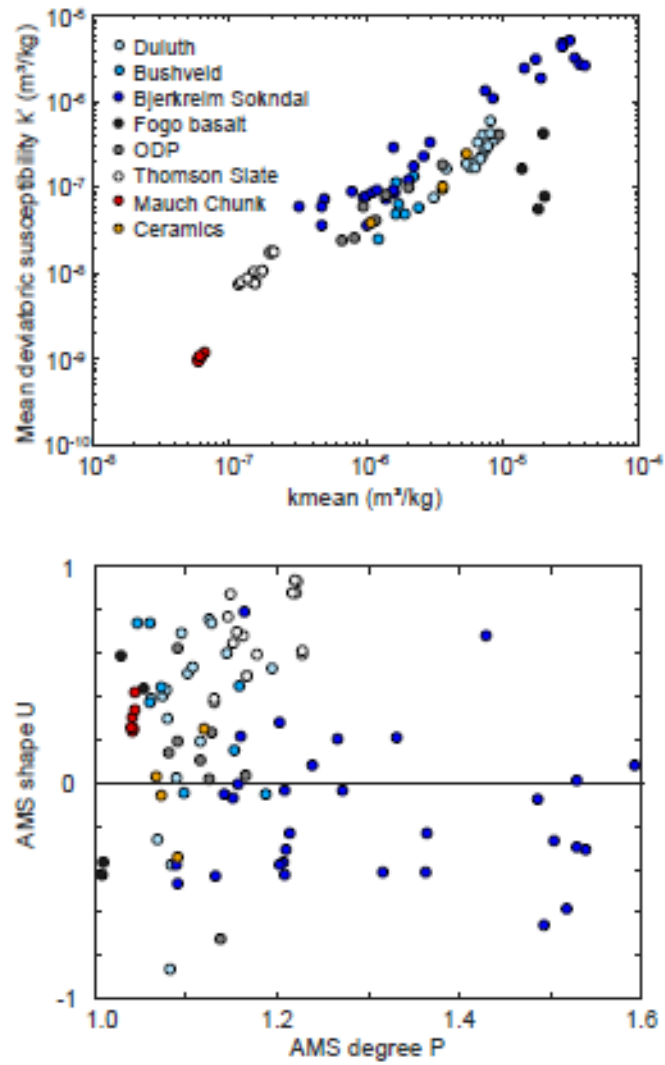 10⁻⁵
Duluth
Bushveld
10⁻⁶
Bjerkreim Sokndal
Fogo basalt
ODP
10⁻⁷
Thomson Slate
Mauch Chunk
Ceramics
10⁻⁸
10⁻⁹
10⁻¹⁰
Mean deviatoric susceptibility K' (m³/kg)
10⁻⁸ 10⁻⁷ 10⁻⁶ 10⁻⁵ 10⁻⁴
kmean (m³/kg)
1
0
-1
AMS shape U
1.0 1.2 1.4 1.6
AMS degree P